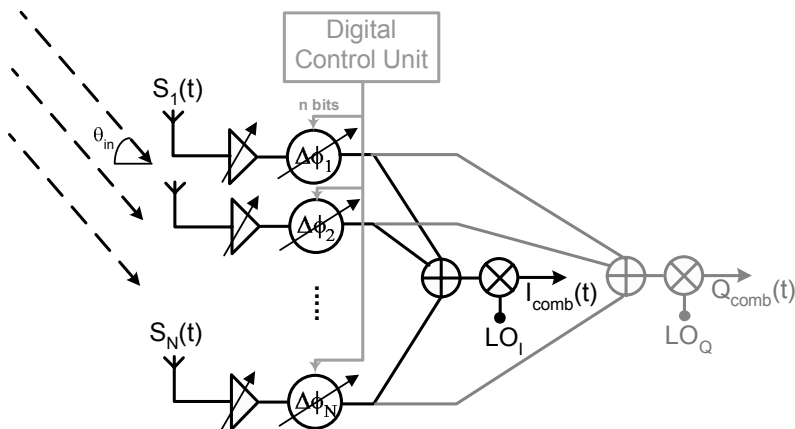 Digital
Control Unit
S₁(t)
n bits
θin
Δϕ₁
Δϕ₂
Icomb(t)
Qcomb(t)
LOI
LOQ
SN(t)
ΔϕN